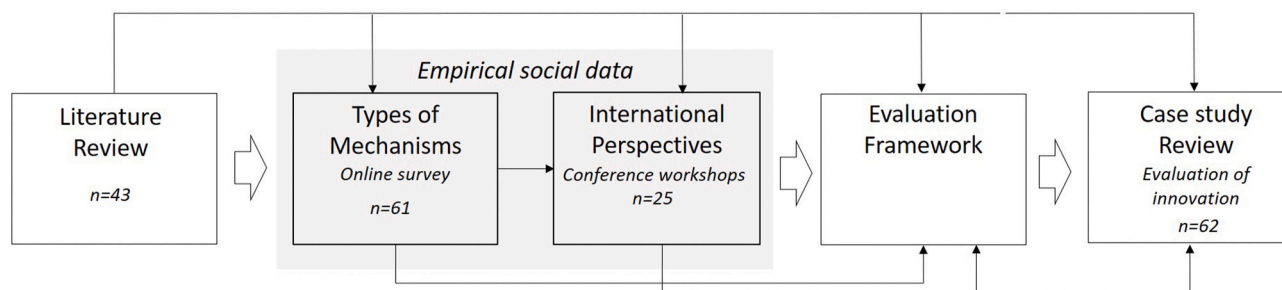 Empirical social data
Literature
Review
n=43
Types of
Mechanisms
Online survey
n=61
International
Perspectives
Conference workshops
n=25
Evaluation
Framework
Case study
Review
Evaluation of
innovation
n=62